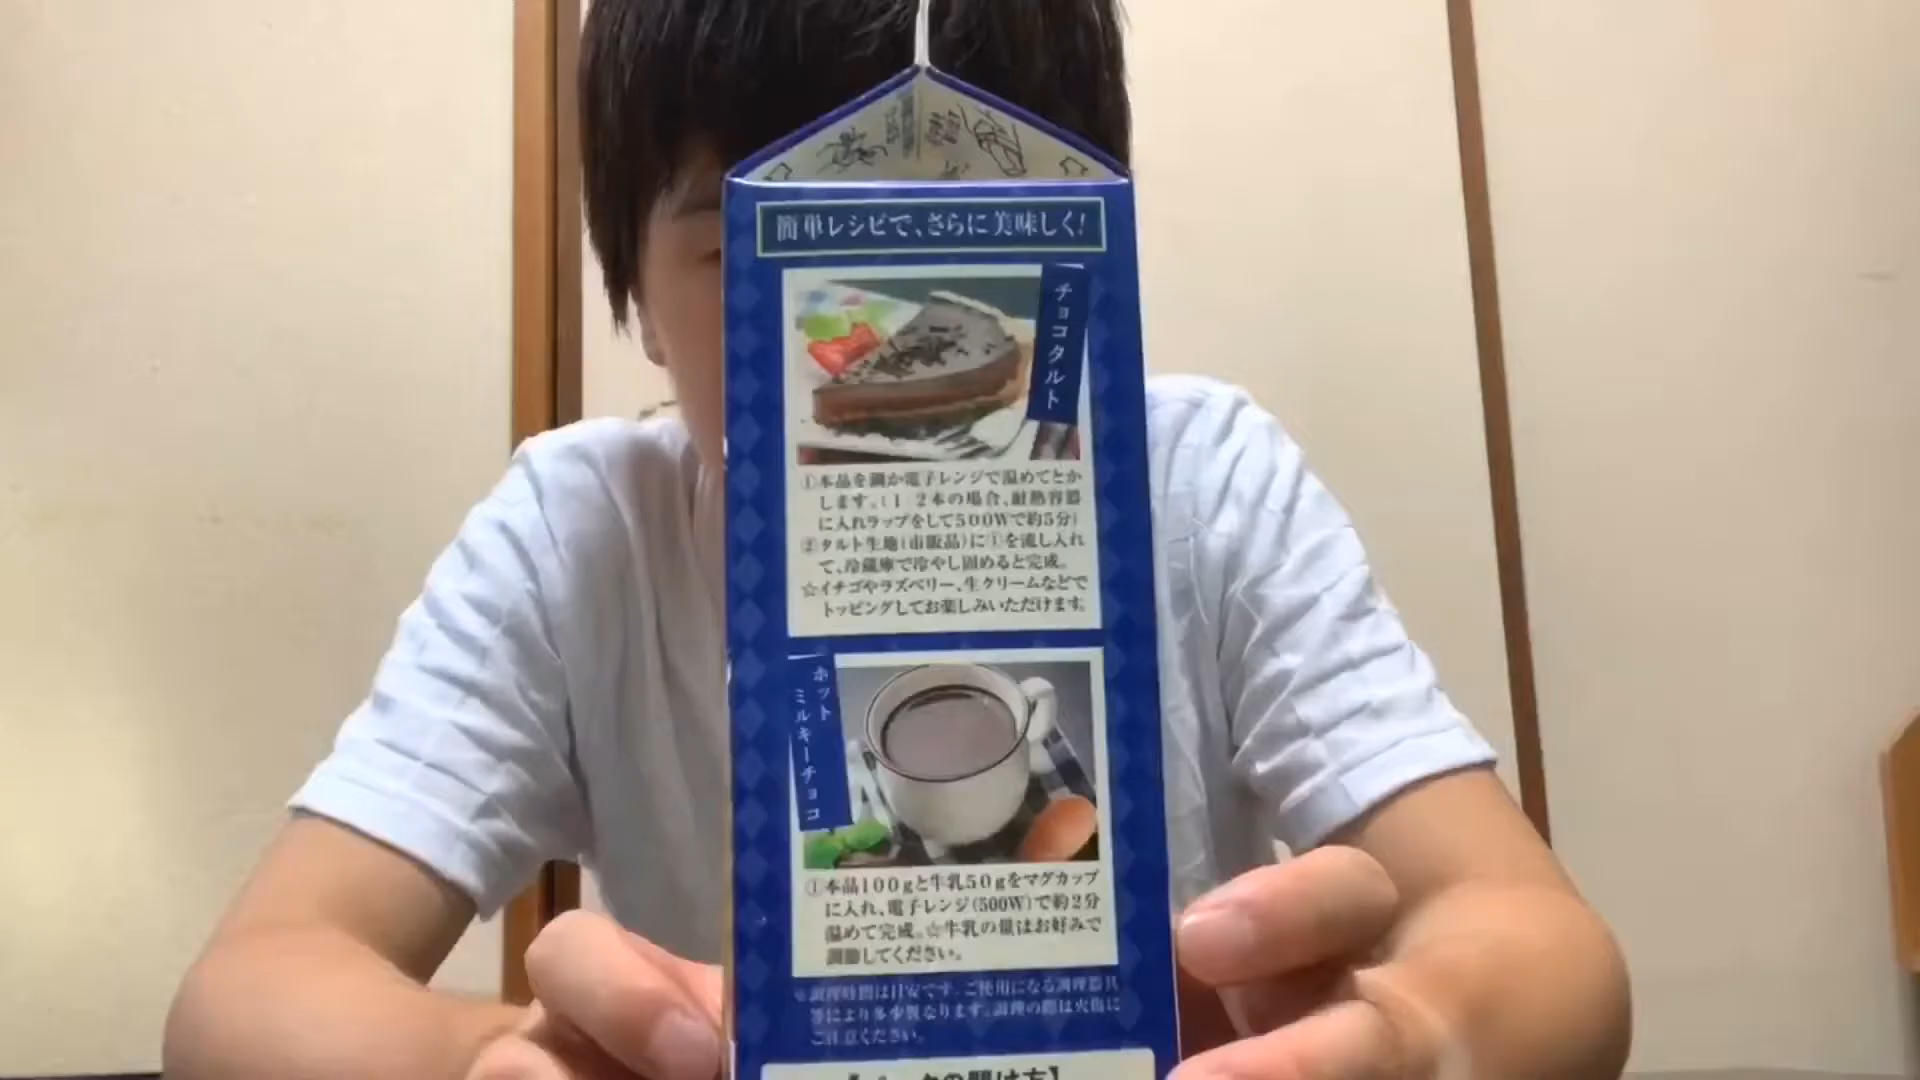 簡単レシピで、さらに美味しく!
チョコタルト
①本品を鍋か電子レンジで温めてとか
します。(1/2本の場合、耐熱容器
に入れラップをして500Wで約5分)
②タルト生地(市販品)に①を流し入れ
て、冷蔵庫で冷やし固めると完成。
☆イチゴやラズベリー、生クリームなどで
トッピングしてお楽しみいただけます。
ホット
ミルキーチョコ
①本品100gと牛乳50gをマグカップ
に入れ、電子レンジ(500W)で約2分
温めて完成。☆牛乳の量はお好みで
調節してください。
※調理時間は目安です。ご使用になる調理器具
等により多少異なります。調理の際は火傷に
ご注意ください。
の開け方】